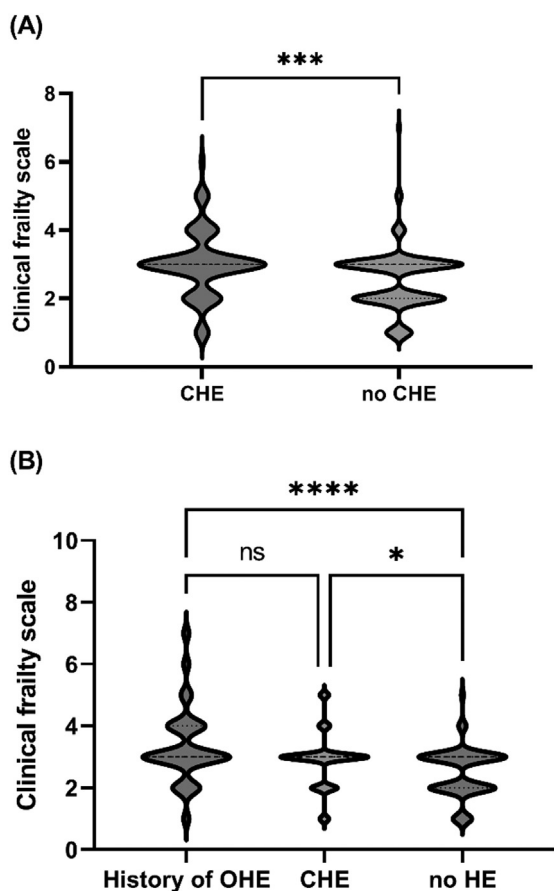 (A)
***
8
6
4
2
0
Clinical frailty scale
CHE no CHE
(B)
****
ns *
10
8
6
4
2
0
Clinical frailty scale
History of OHE CHE no HE